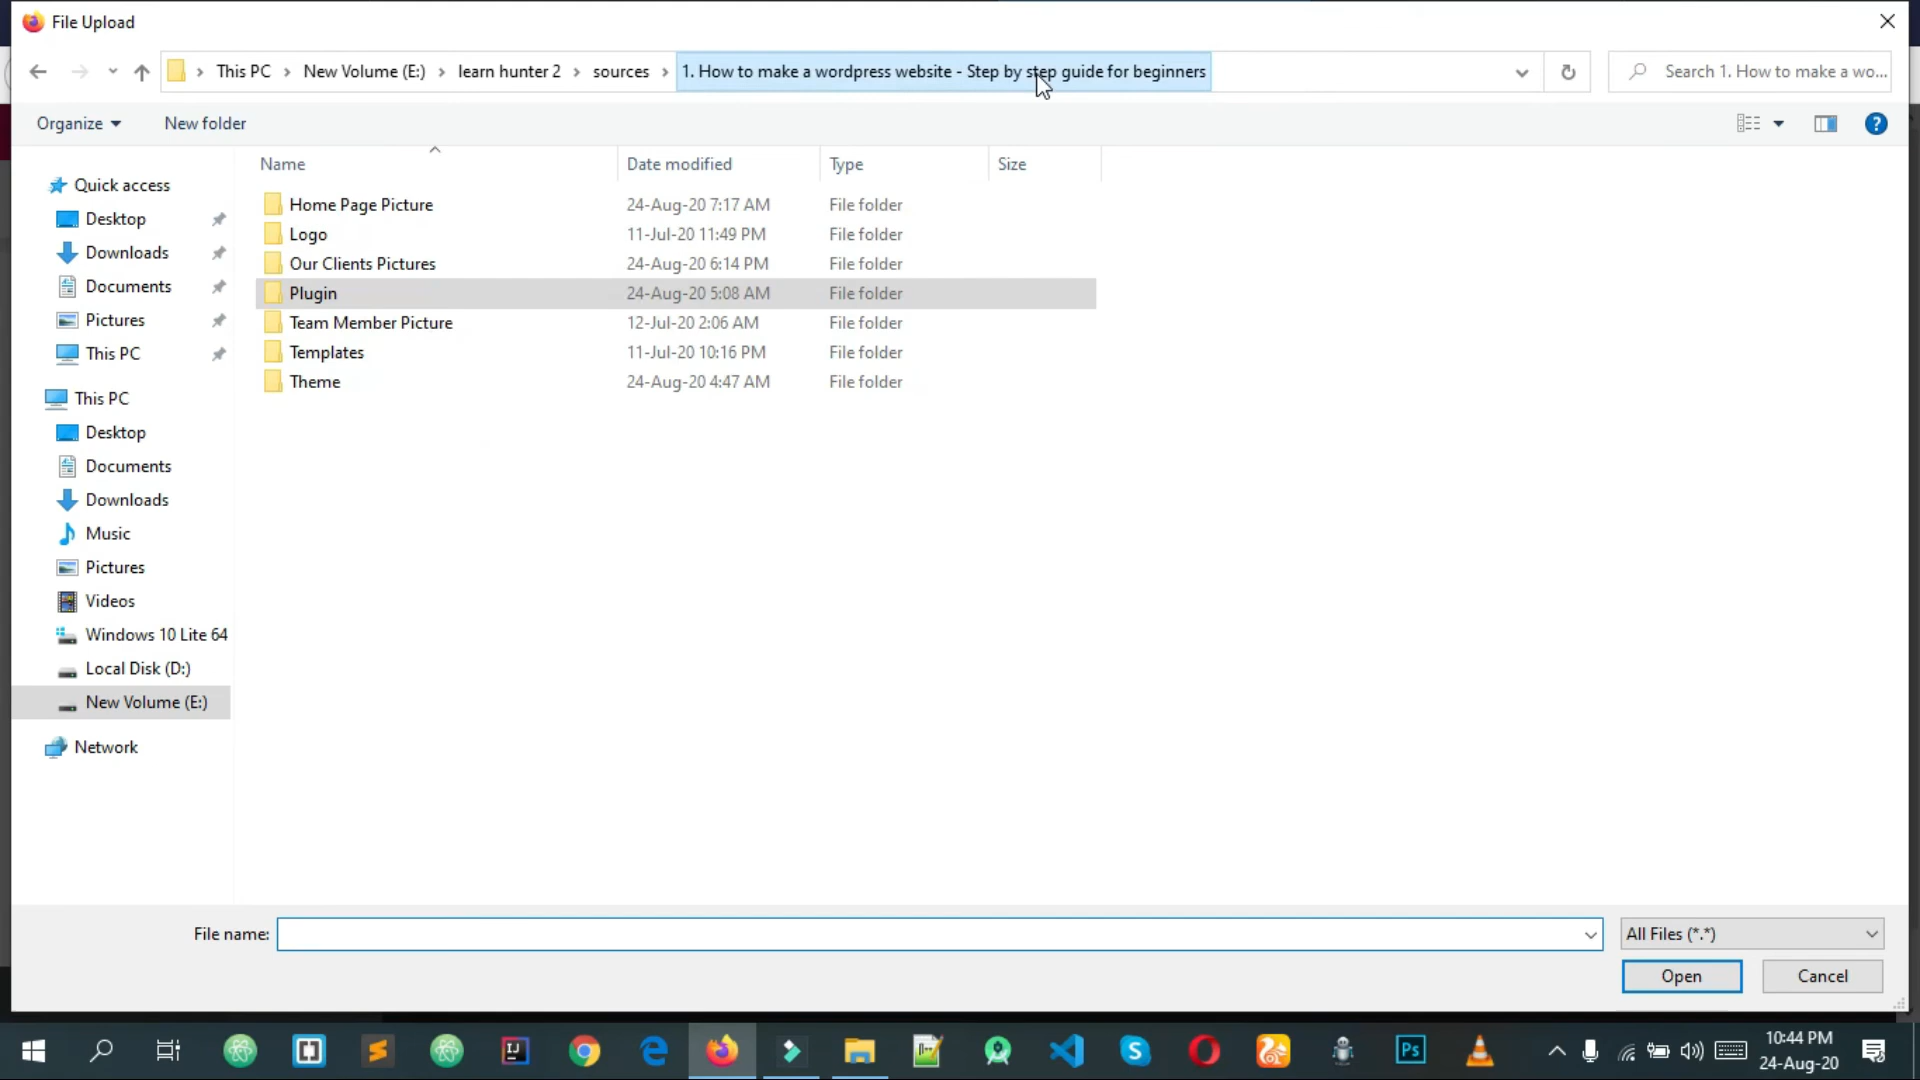 File Upload
This PC
New Volume (E:)
learn hunter 2
sources
1. How to make a wordpress website - Step by step guide for beginners
Search 1. How to make a wo...
Organize
New folder
?
Name
Date modified
Type
Size
Quick access
Desktop
Downloads
Documents
Pictures
This PC
This PC
Desktop
Documents
Downloads
Music
Pictures
Videos
Windows 10 Lite 64
Local Disk (D:)
New Volume (E:)
Network
Home Page Picture 24-Aug-20 7:17 AM File folder
Logo 11-Jul-20 11:49 PM File folder
Our Clients Pictures 24-Aug-20 6:14 PM File folder
Plugin 24-Aug-20 5:08 AM File folder
Team Member Picture 12-Jul-20 2:06 AM File folder
Templates 11-Jul-20 10:16 PM File folder
Theme 24-Aug-20 4:47 AM File folder
File name:
All Files (*.*)
Open
Cancel
IJ
S
Ps
10:44 PM
24-Aug-20